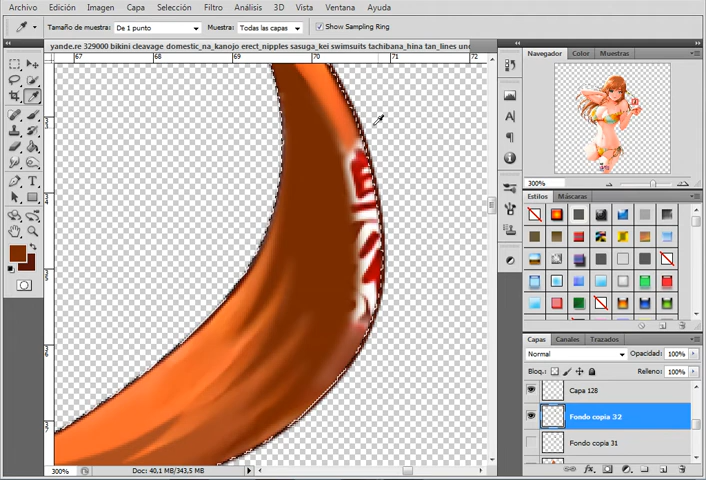 Archivo Edición Imagen Capa Selección Filtro Análisis 3D Vista Ventana Ayuda
Tamaño de muestra: De 1 punto Muestra: Todas las capas Show Sampling Ring
yande.re 329000 bikini cleavage domestic_na_kanojo erect_nipples sasuga_kei swimsuits tachibana_hina tan_lines und
67 68 69 70 71 72
Navegador Color Muestras
300%
Estilos Máscaras
Capas Canales Trazados
Normal Opacidad: 100%
Bloq.: Relleno: 100%
Capa 128
Fondo copia 32
Fondo copia 31
300% Doc: 40,1 MB/343,5 MB